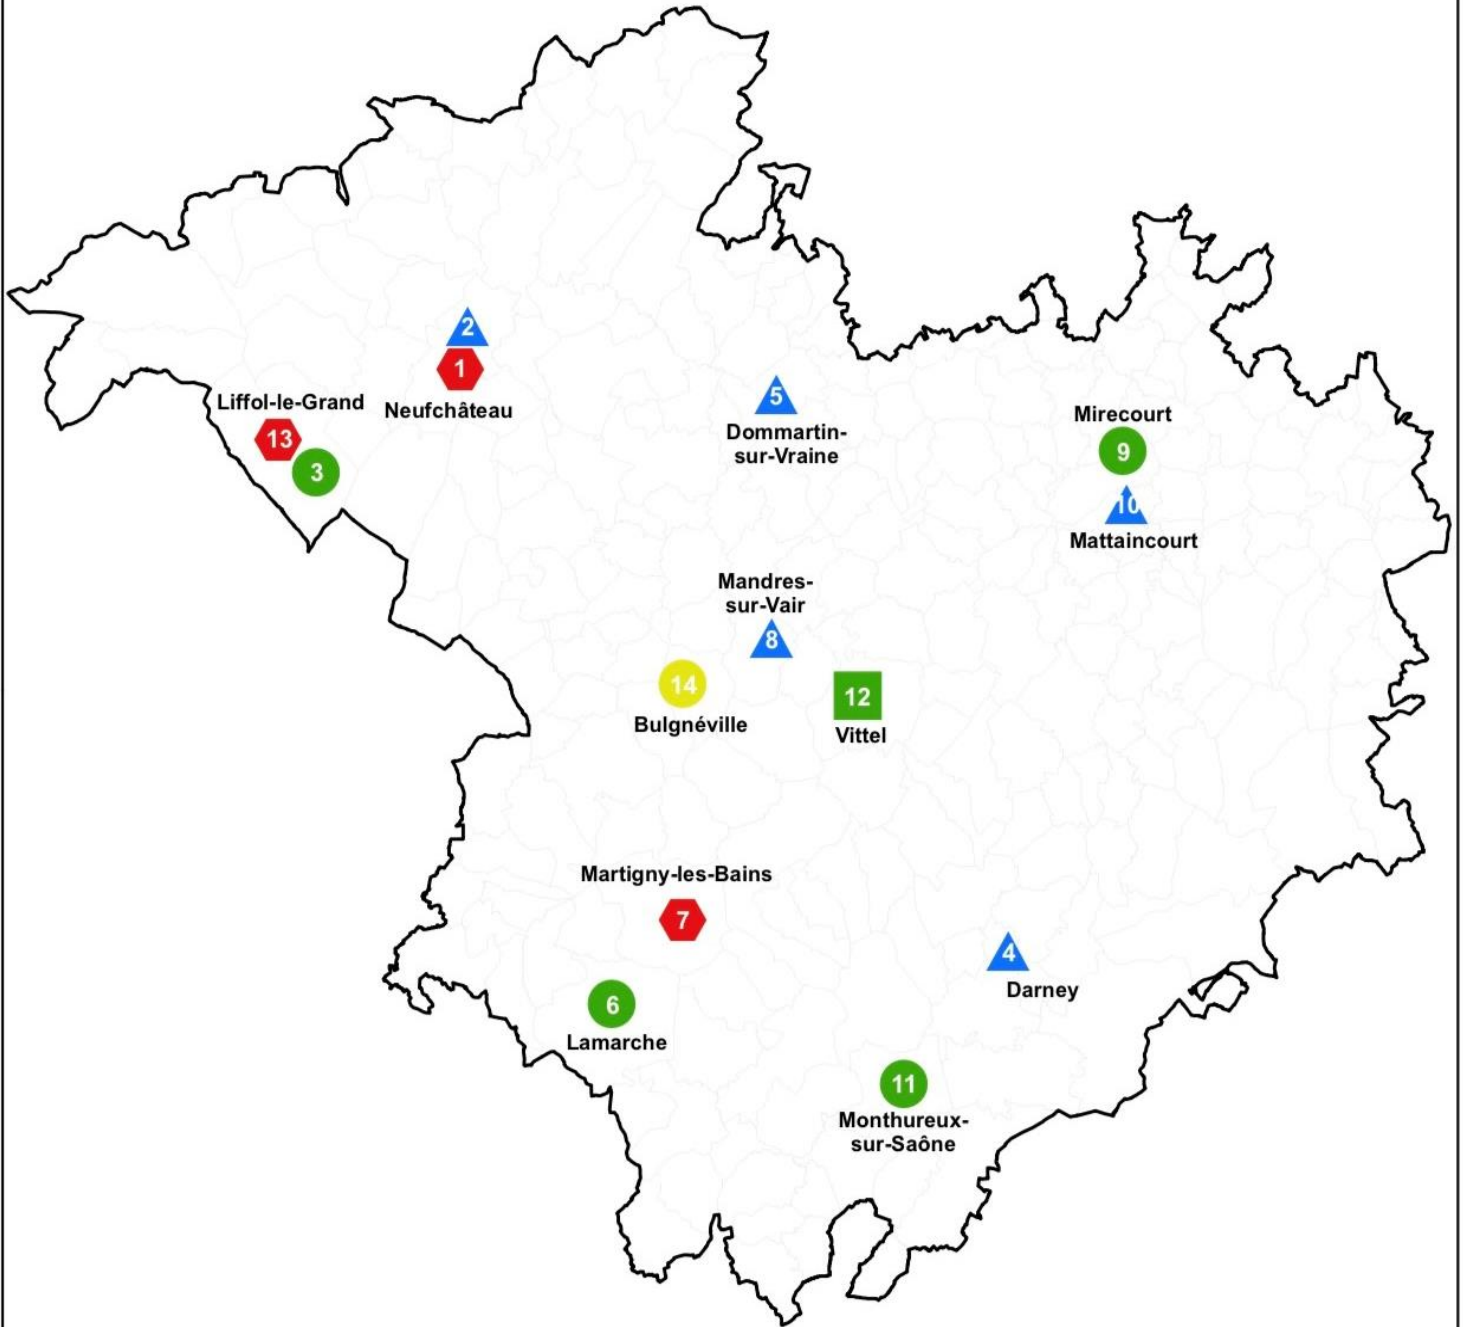 2
1
Neufchâteau
Liffol-le-Grand
13
3
5
Dommartin-
sur-Vraine
Mirecourt
9
10
Mattaincourt
Mandres-
sur-Vair
8
14
Bulgnéville
12
Vittel
Martigny-les-Bains
7
4
Darney
6
Lamarche
11
Monthureux-
sur-Saône